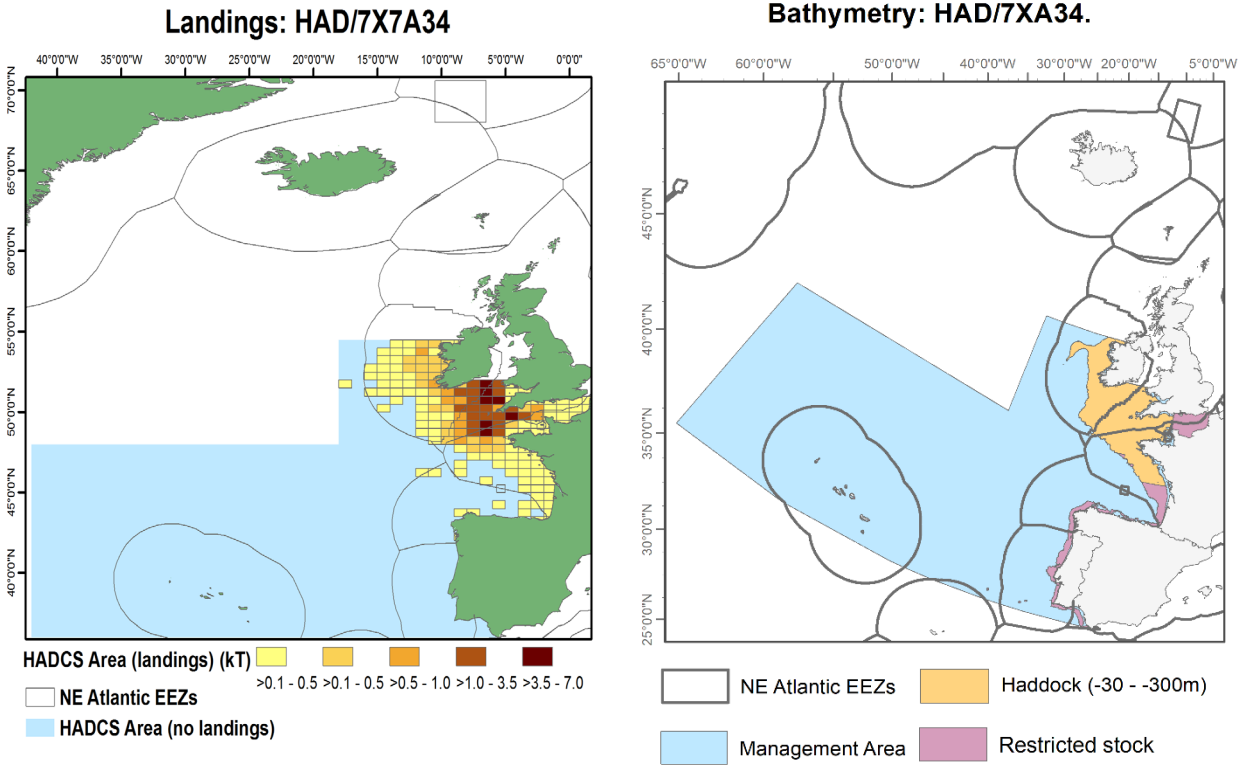 Landings: HAD/7X7A34
40°0'0"W 35°0'0"W 30°0'0"W 25°0'0"W 20°0'0"W 15°0'0"W 10°0'0"W 5°0'0"W 0°0'0"
70°0'0"N
65°0'0"N
60°0'0"N
55°0'0"N
50°0'0"N
45°0'0"N
40°0'0"N
HADCS Area (landings) (kT)
>0.1 - 0.5 >0.1 - 0.5 >0.5 - 1.0 >1.0 - 3.5 >3.5 - 7.0
NE Atlantic EEZs
HADCS Area (no landings)
Bathymetry: HAD/7XA34.
65°0'0"W 60°0'0"W 50°0'0"W 40°0'0"W 30°0'0"W 20°0'0"W 5°0'0"W
45°0'0"N
40°0'0"N
35°0'0"N
30°0'0"N
25°0'0"N
NE Atlantic EEZs
Haddock (-30 - -300m)
Management Area
Restricted stock